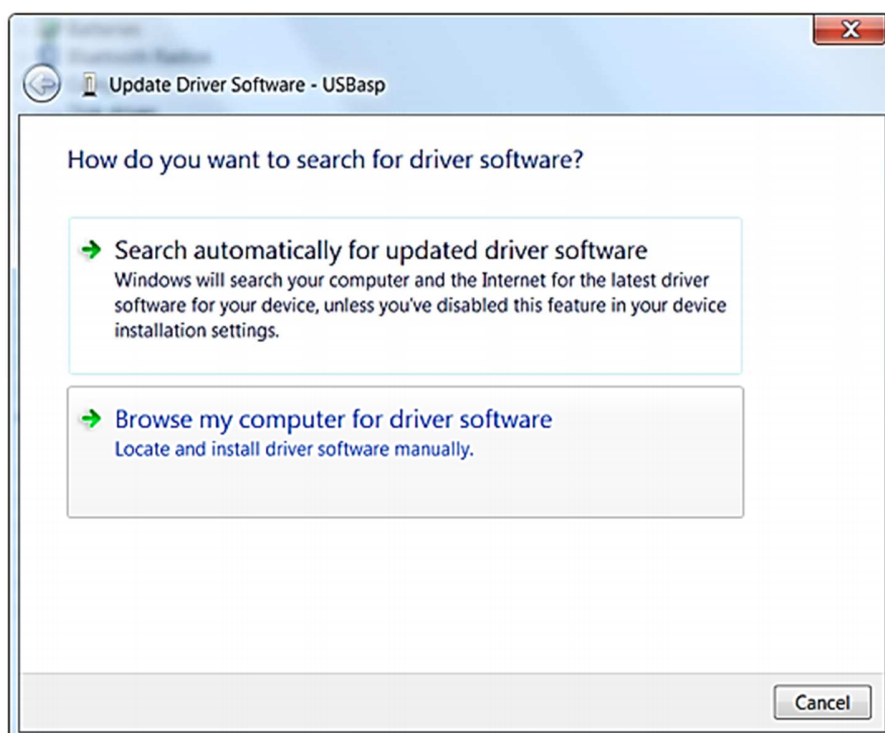 Batteries
Bluetooth Radios
Update Driver Software - USBasp
How do you want to search for driver software?
Search automatically for updated driver software
Windows will search your computer and the Internet for the latest driver
software for your device, unless you've disabled this feature in your device
installation settings.
Browse my computer for driver software
Locate and install driver software manually.
Cancel